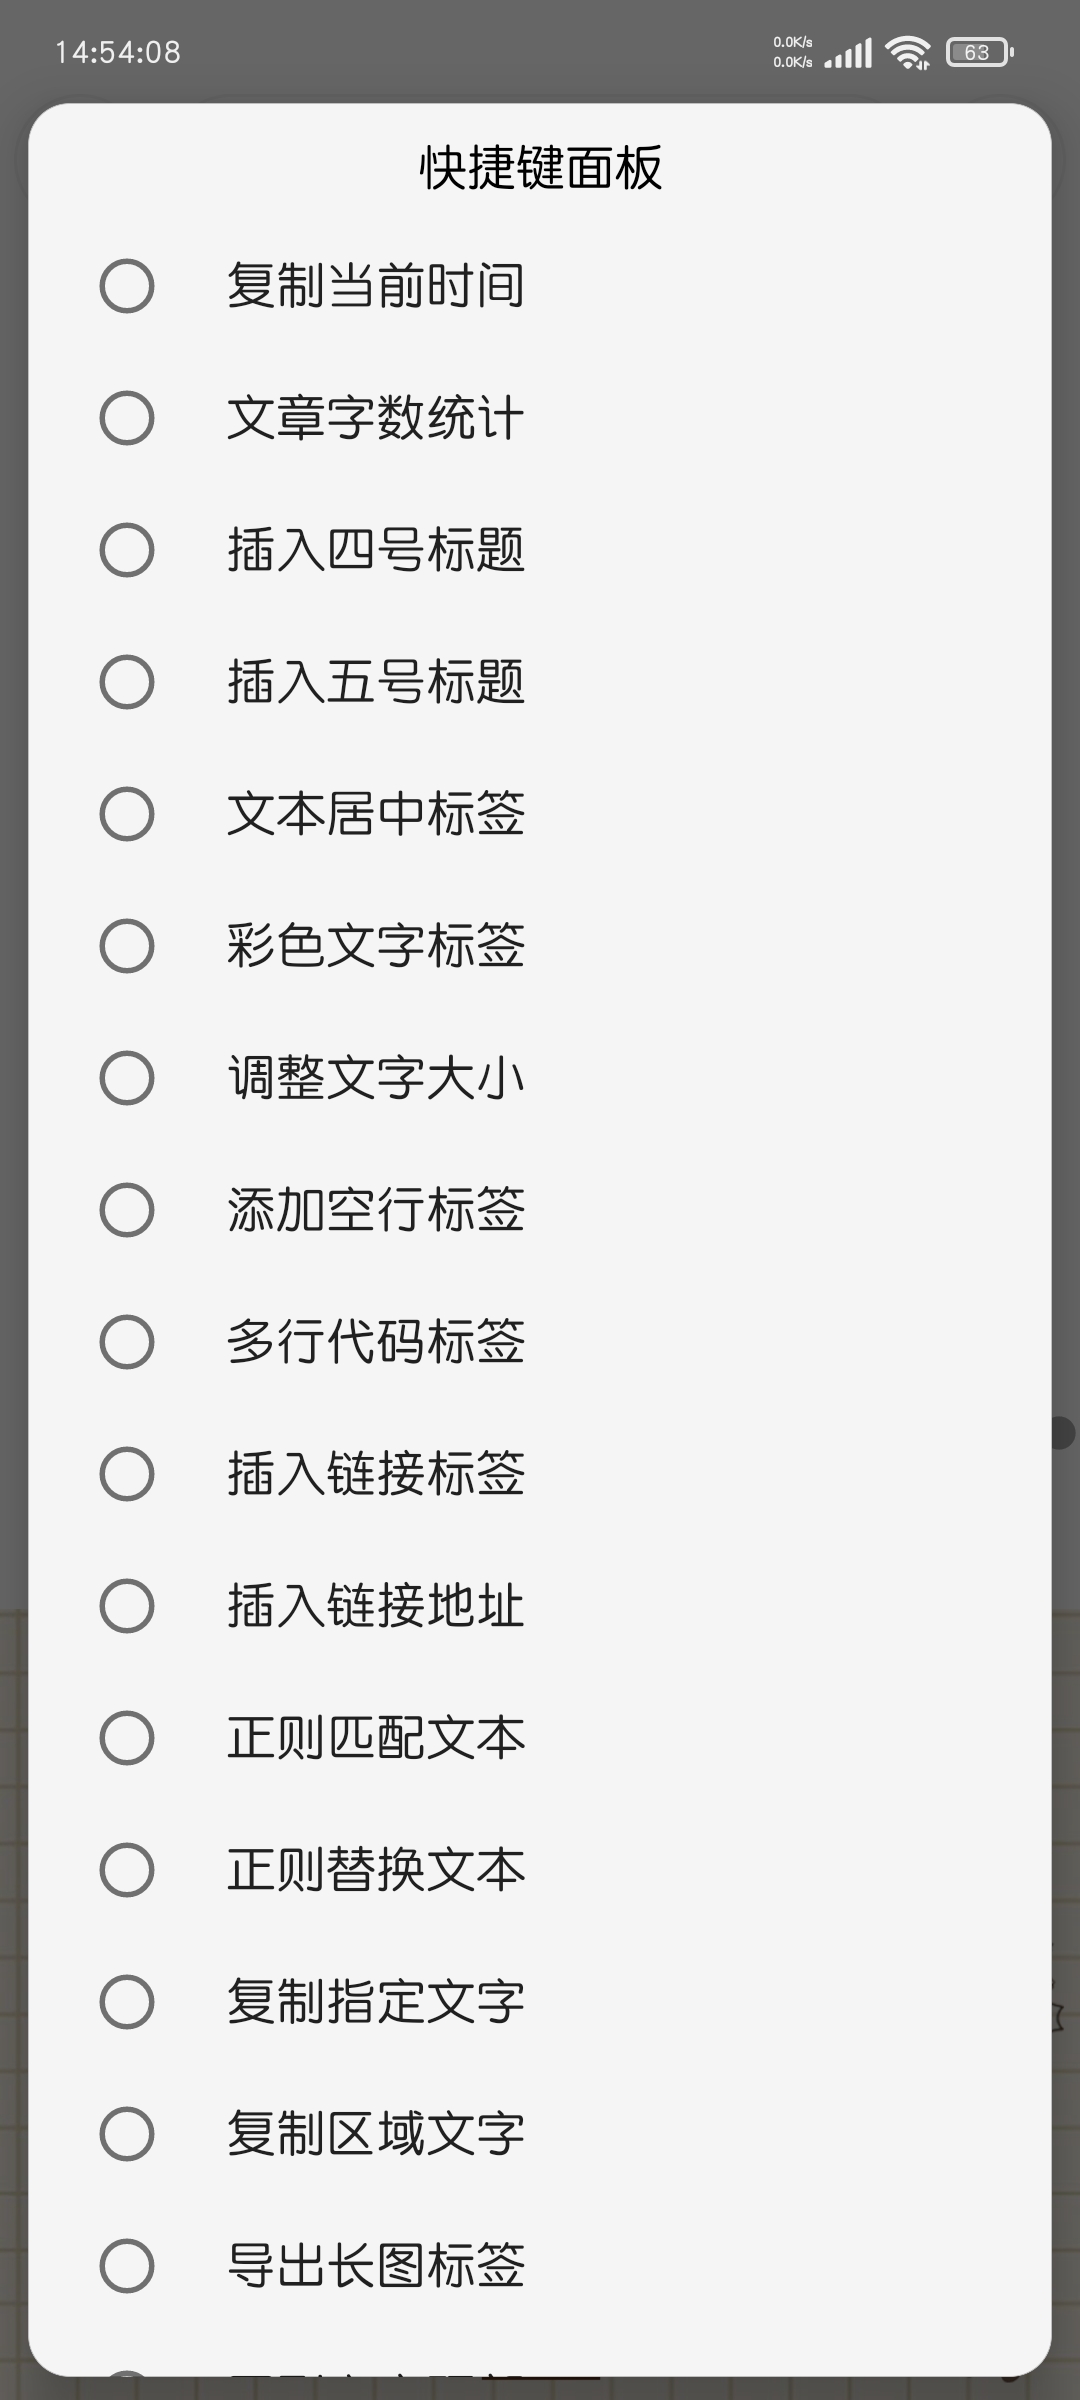 14:54:08
0.0K/s
0.0K/s
63
快捷键面板
复制当前时间
文章字数统计
插入四号标题
插入五号标题
文本居中标签
彩色文字标签
调整文字大小
添加空行标签
多行代码标签
插入链接标签
插入链接地址
正则匹配文本
正则替换文本
复制指定文字
复制区域文字
导出长图标签